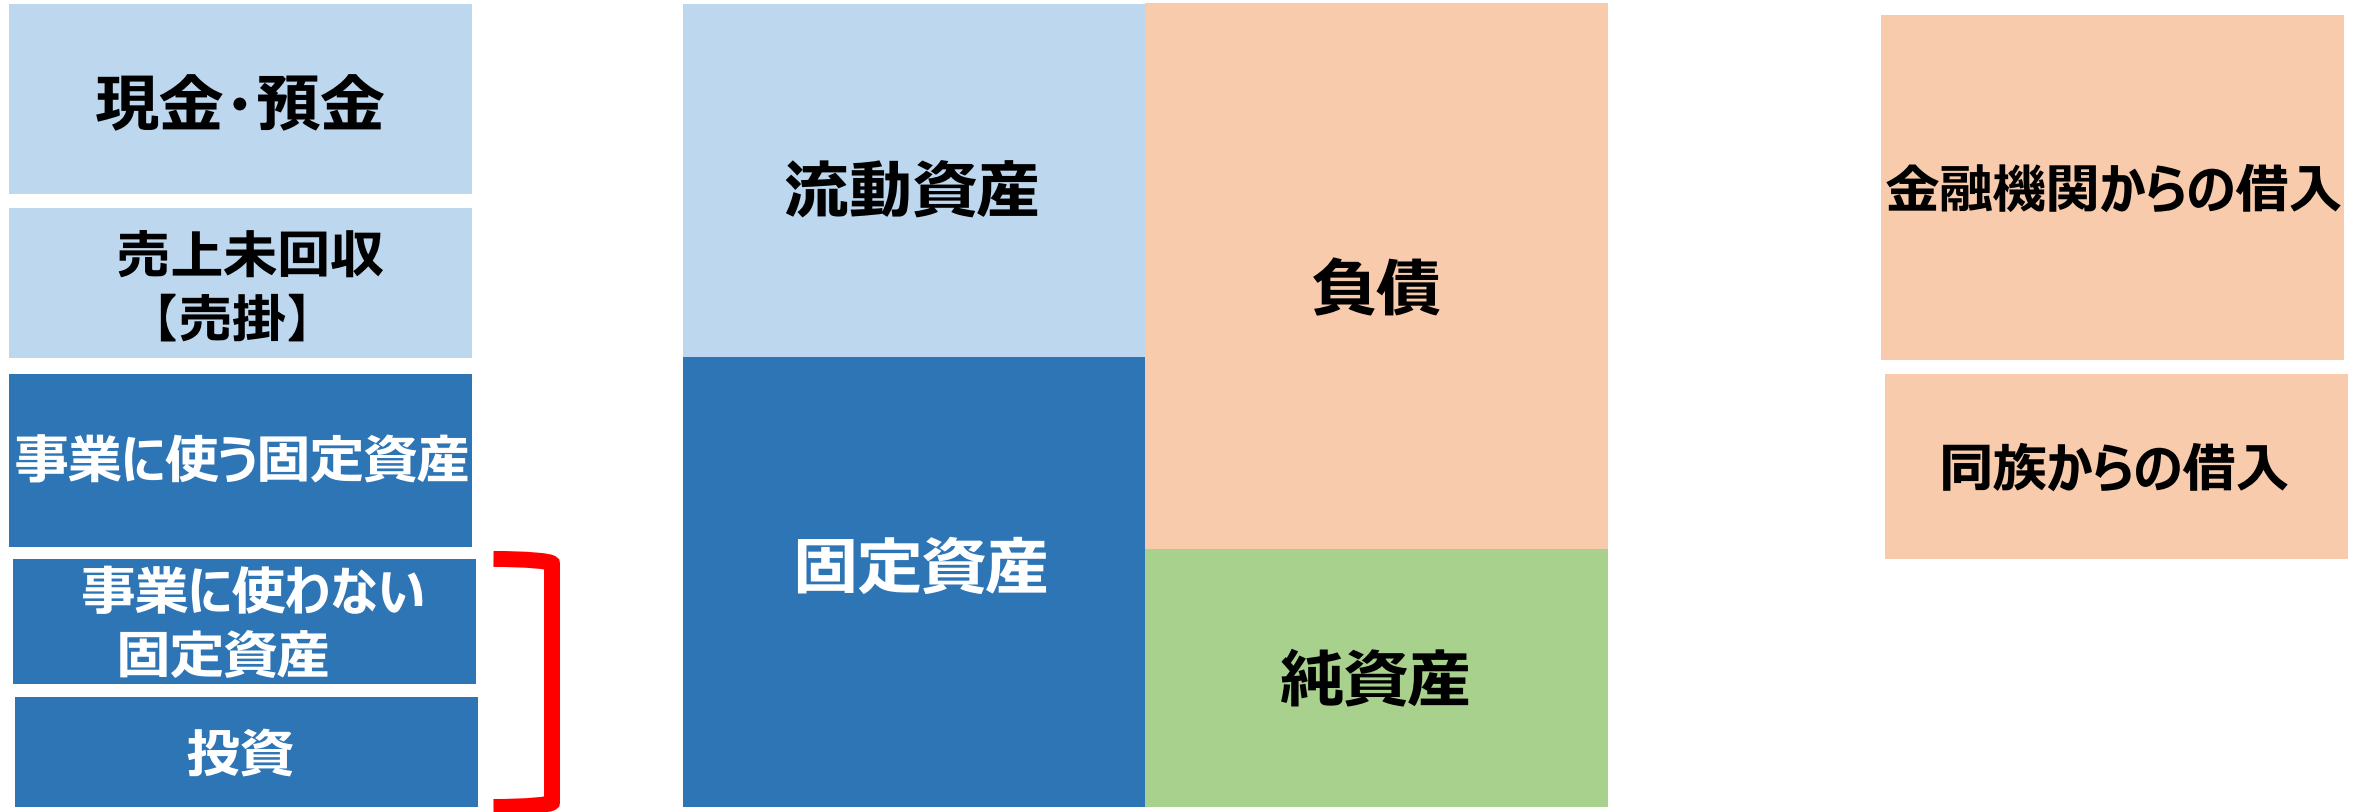 現金・預金
売上未回収
【売掛】
事業に使う固定資産
事業に使わない
固定資産
投資
流動資産
固定資産
負債
純資産
金融機関からの借入
同族からの借入